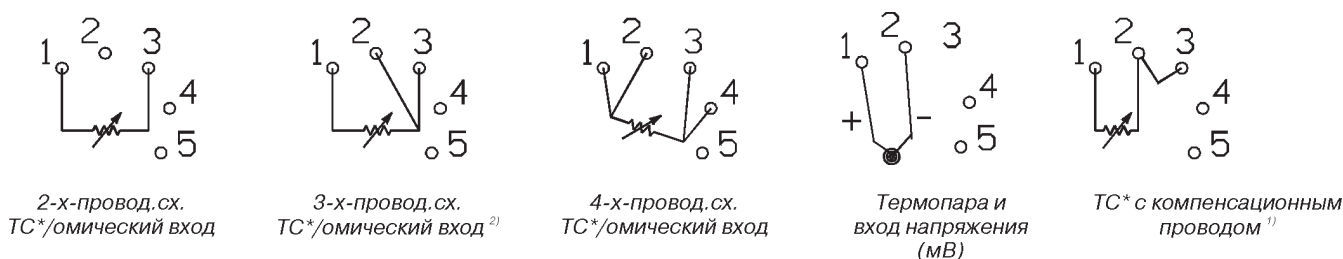 1 2 3 4 5
1 2 3 4 5
1 2 3 4 5
1 2 3 4 5 + -
1 2 3 4 5
2-х-провод.сх.
ТС*/омический вход
3-х-провод.сх.
ТС*/омический вход 2)
4-х-провод.сх.
ТС*/омический вход
Термопара и
вход напряжения
(мВ)
ТС* с компенсационным
проводом 1)